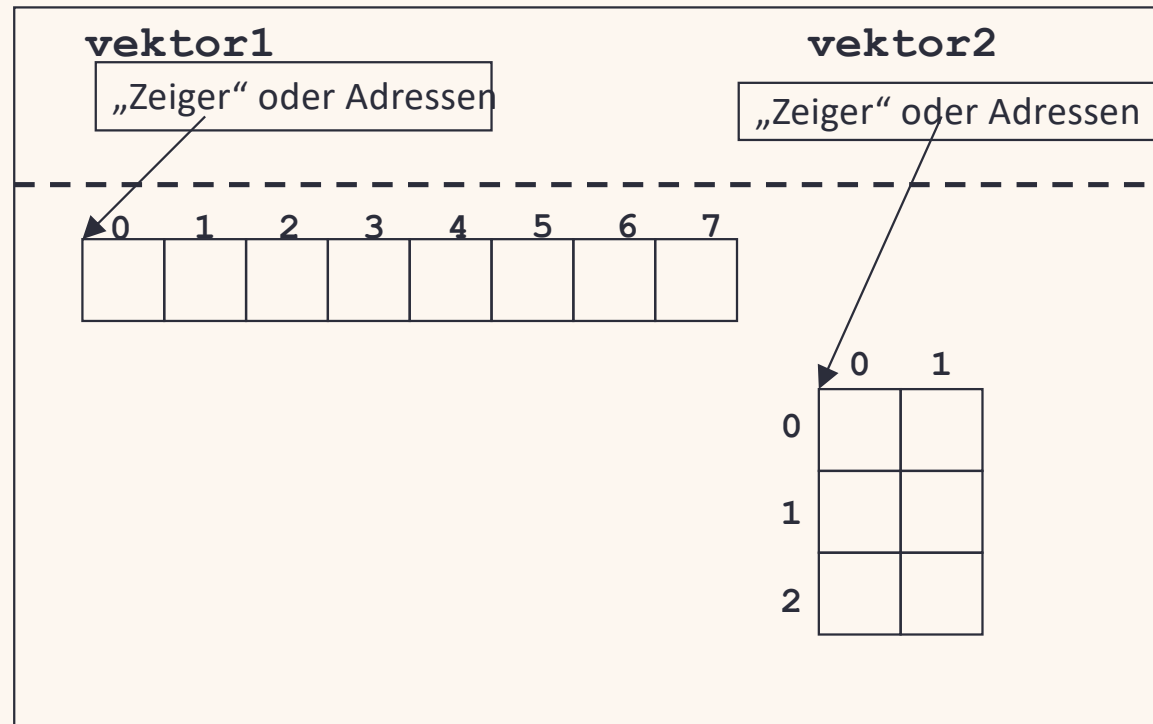 vektor1 vektor2
„Zeiger“ oder Adressen „Zeiger“ oder Adressen
0 1 2 3 4 5 6 7
0 1
0
1
2